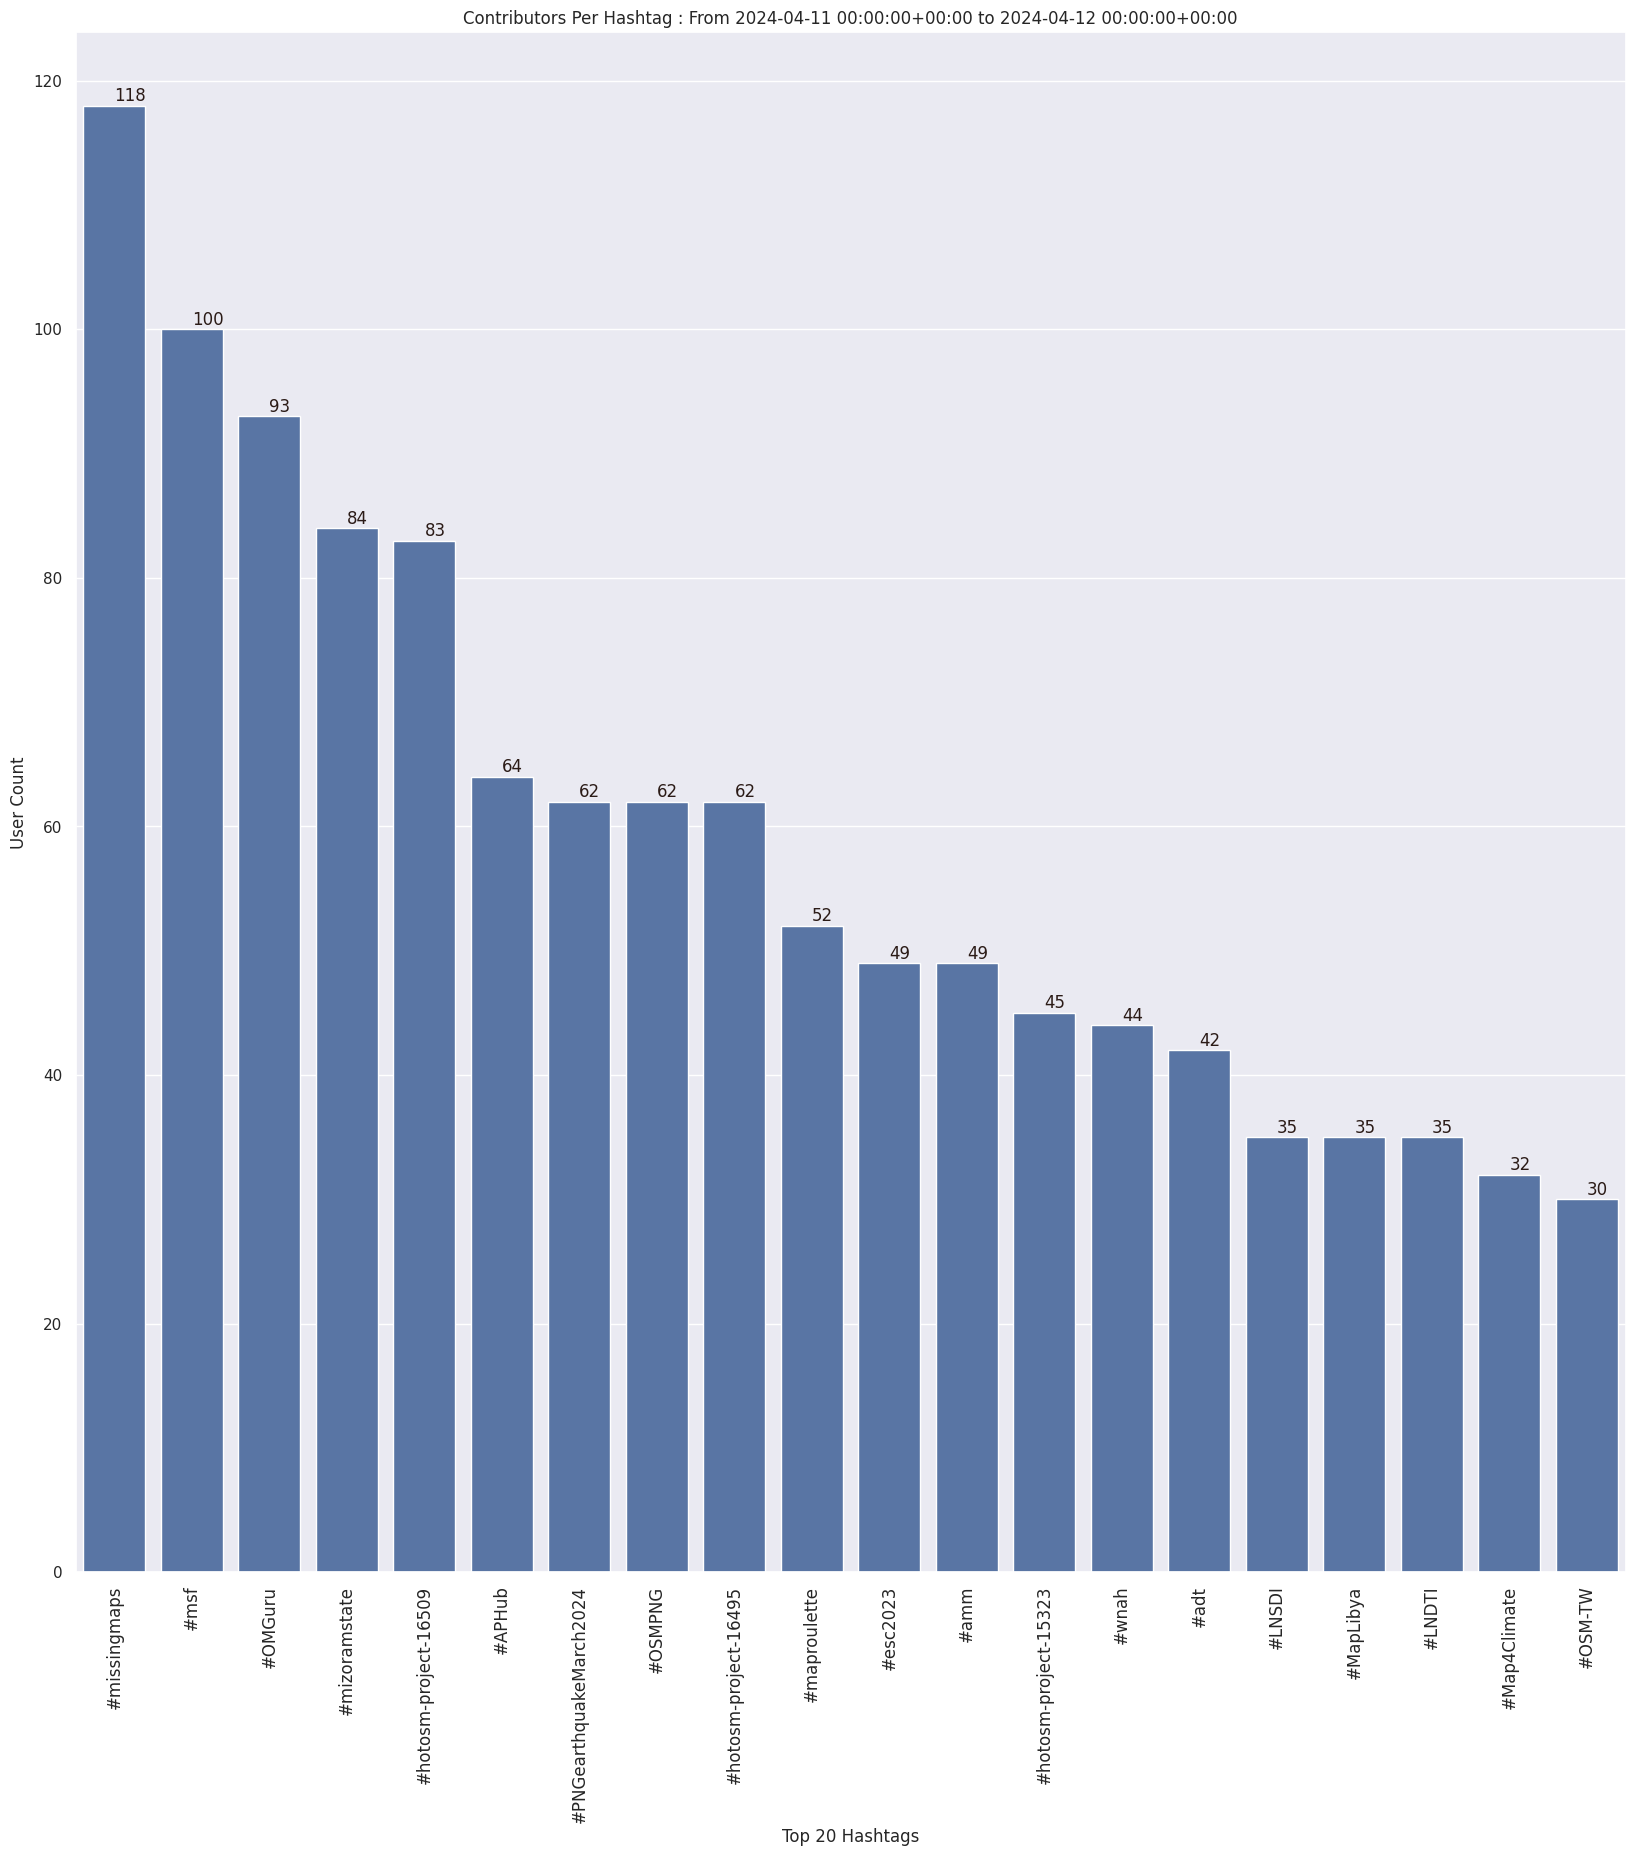 Contributors Per Hashtag : From 2024-04-11 00:00:00+00:00 to 2024-04-12 00:00:00+00:00
120
100
80
60
40
20
0
User Count
118
100
93
84
83
64
62
62
62
52
49
49
45
44
42
35
35
35
32
30
#missingmaps
#msf
#OMGuru
#mizoramstate
#hotosm-project-16509
#APHub
#PNGearthquakeMarch2024
#OSMPNG
#hotosm-project-16495
#maproulette
#esc2023
#amm
#hotosm-project-15323
#wnah
#adt
#LNSDI
#MapLibya
#LNDTI
#Map4Climate
#OSM-TW
Top 20 Hashtags